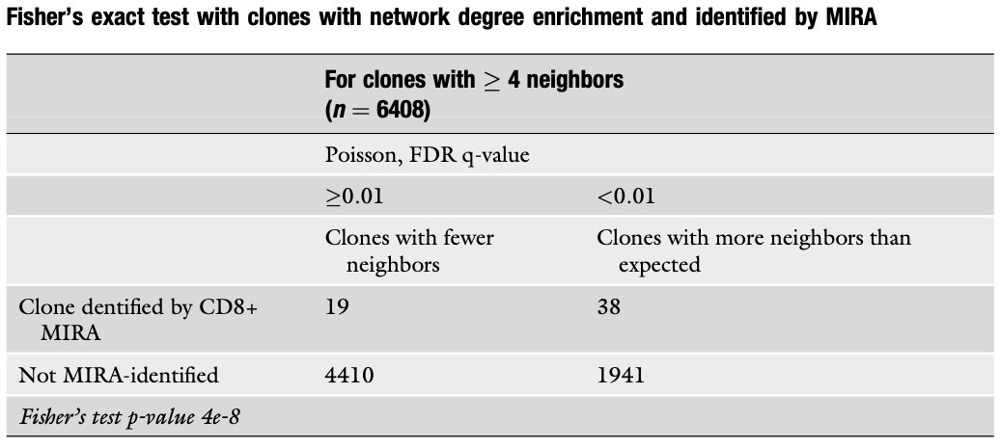 Fisher’s exact test with clones with network degree enrichment and identified by MIRA
For clones with ≥ 4 neighbors
(n = 6408)
Poisson, FDR q-value
≥0.01 <0.01
Clones with fewer Clones with more neighbors than
neighbors expected
Clone dentified by CD8+ 19 38
MIRA
Not MIRA-identified 4410 1941
Fisher’s test p-value 4e-8